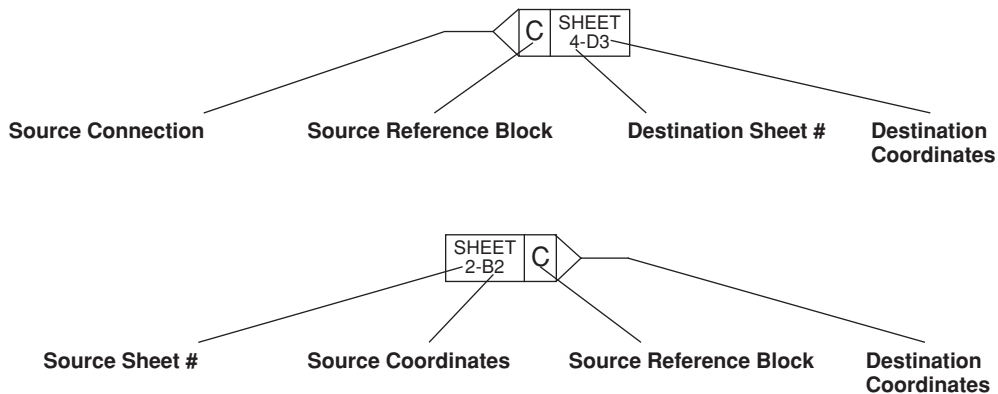 C
SHEET
4-D3
Source Connection
Source Reference Block
Destination Sheet #
Destination
Coordinates
SHEET
2-B2
C
Source Sheet #
Source Coordinates
Source Reference Block
Destination
Coordinates